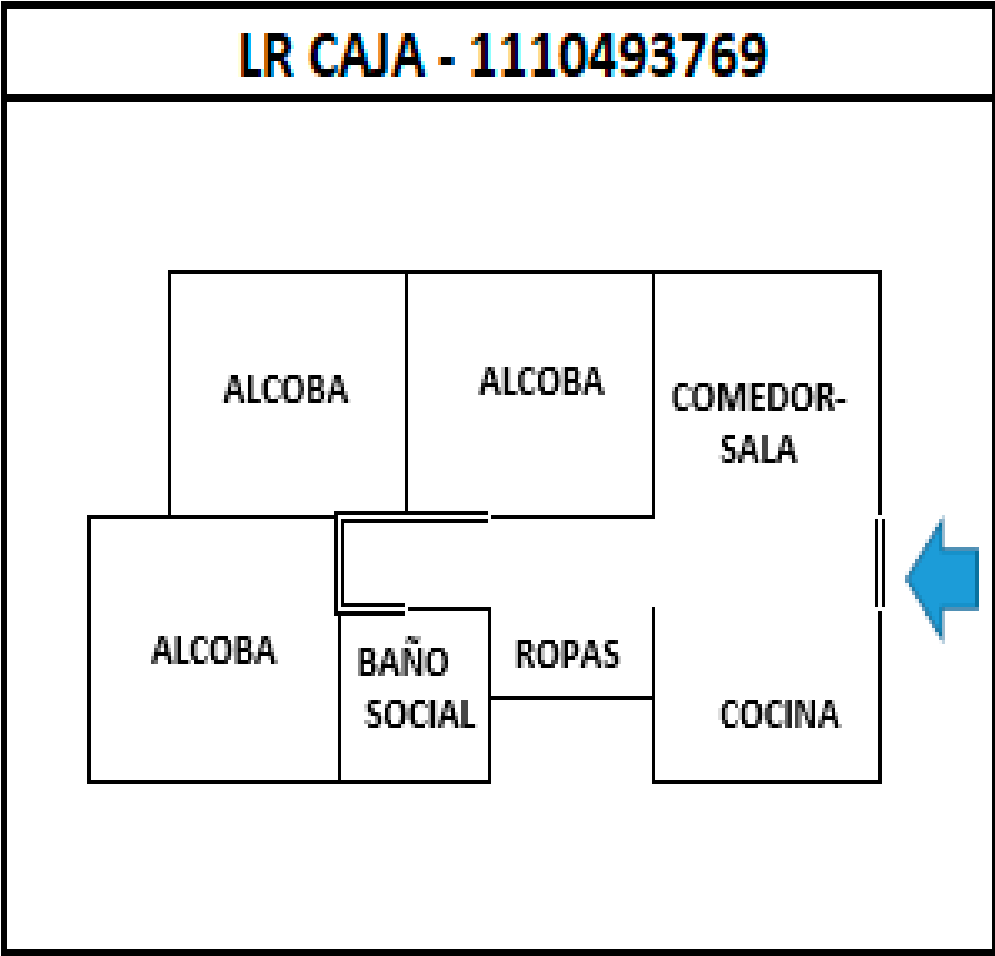 LR CAJA - 1110493769
ALCOBA
ALCOBA
COMEDOR-
SALA
ALCOBA
BAÑO
SOCIAL
ROPAS
COCINA